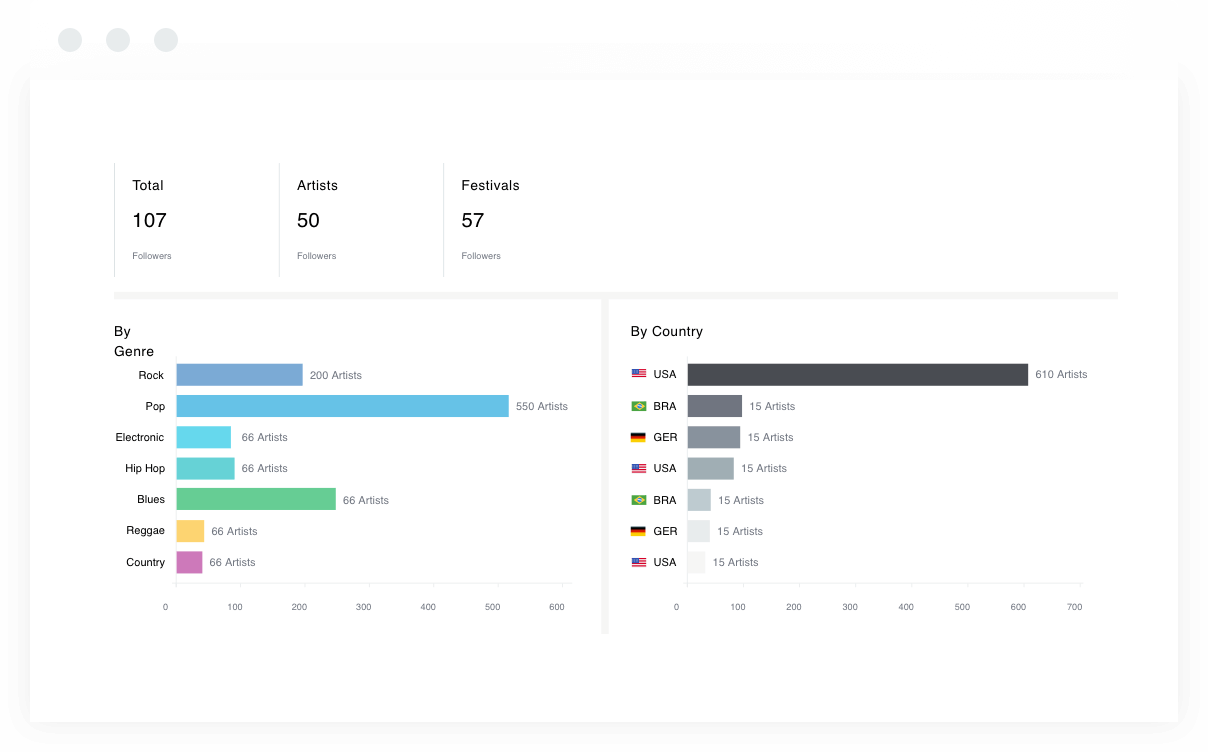 Total
Artists
Festivals
107
50
57
Followers
Followers
Followers
By
Genre
Rock 200 Artists
Pop 550 Artists
Electronic 66 Artists
Hip Hop 66 Artists
Blues 66 Artists
Reggae 66 Artists
Country 66 Artists
0 100 200 300 400 500 600
By Country
USA 610 Artists
BRA 15 Artists
GER 15 Artists
USA 15 Artists
BRA 15 Artists
GER 15 Artists
USA 15 Artists
0 100 200 300 400 500 600 700